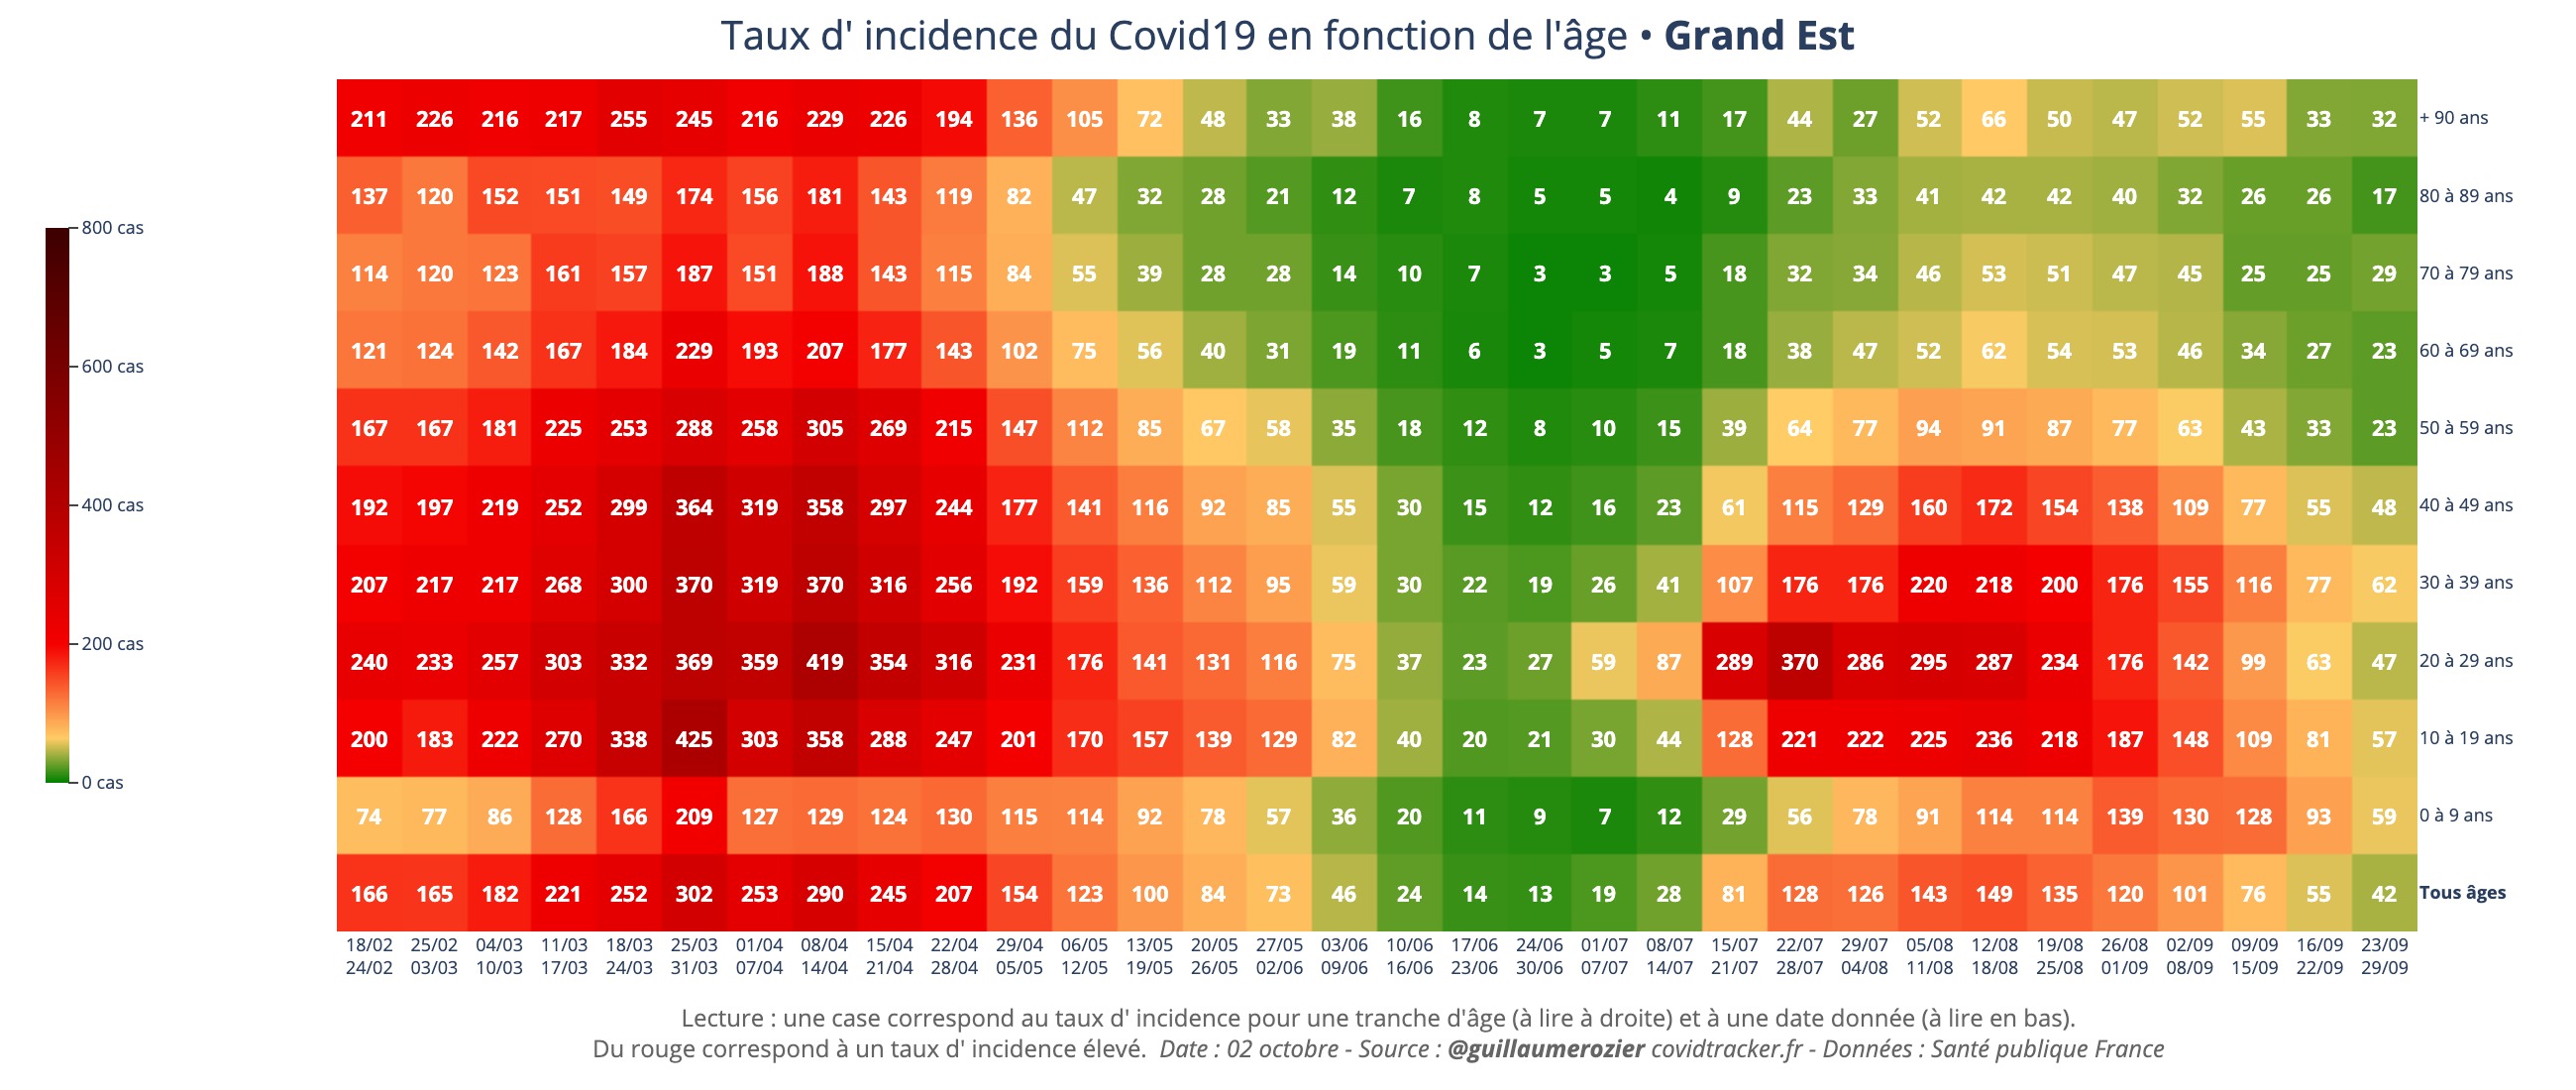 Taux d' incidence du Covid19 en fonction de l'âge • Grand Est
800 cas
600 cas
400 cas
200 cas
0 cas
211 226 216 217 255 245 216 229 226 194 136 105 72 48 33 38 16 8 7 7 11 17 44 27 52 66 50 47 52 55 33 32 + 90 ans
137 120 152 151 149 174 156 181 143 119 82 47 32 28 21 12 7 8 5 5 4 9 23 33 41 42 42 40 32 26 26 17 80 à 89 ans
114 120 123 161 157 187 151 188 143 115 84 55 39 28 28 14 10 7 3 3 5 18 32 34 46 53 51 47 45 25 25 29 70 à 79 ans
121 124 142 167 184 229 193 207 177 143 102 75 56 40 31 19 11 6 3 5 7 18 38 47 52 62 54 53 46 34 27 23 60 à 69 ans
167 167 181 225 253 288 258 305 269 215 147 112 85 67 58 35 18 12 8 10 15 39 64 77 94 91 87 77 63 43 33 23 50 à 59 ans
192 197 219 252 299 364 319 358 297 244 177 141 116 92 85 55 30 15 12 16 23 61 115 129 160 172 154 138 109 77 55 48 40 à 49 ans
207 217 217 268 300 370 319 370 316 256 192 159 136 112 95 59 30 22 19 26 41 107 176 176 220 218 200 176 155 116 77 62 30 à 39 ans
240 233 257 303 332 369 359 419 354 316 231 176 141 131 116 75 37 23 27 59 87 289 370 286 295 287 234 176 142 99 63 47 20 à 29 ans
200 183 222 270 338 425 303 358 288 247 201 170 157 139 129 82 40 20 21 30 44 128 221 222 225 236 218 187 148 109 81 57 10 à 19 ans
74 77 86 128 166 209 127 129 124 130 115 114 92 78 57 36 20 11 9 7 12 29 56 78 91 114 114 139 130 128 93 59 0 à 9 ans
166 165 182 221 252 302 253 290 245 207 154 123 100 84 73 46 24 14 13 19 28 81 128 126 143 149 135 120 101 76 55 42 Tous âges
18/02 25/02 04/03 11/03 18/03 25/03 01/04 08/04 15/04 22/04 29/04 06/05 13/05 20/05 27/05 03/06 10/06 17/06 24/06 01/07 08/07 15/07 22/07 29/07 05/08 12/08 19/08 26/08 02/09 09/09 16/09 23/09
24/02 03/03 10/03 17/03 24/03 31/03 07/04 14/04 21/04 28/04 05/05 12/05 19/05 26/05 02/06 09/06 16/06 23/06 30/06 07/07 14/07 21/07 28/07 04/08 11/08 18/08 25/08 01/09 08/09 15/09 22/09 29/09
Lecture : une case correspond au taux d' incidence pour une tranche d'âge (à lire à droite) et à une date donnée (à lire en bas).
Du rouge correspond à un taux d' incidence élevé. Date : 02 octobre - Source : @guillaumerozier covidtracker.fr - Données : Santé publique France